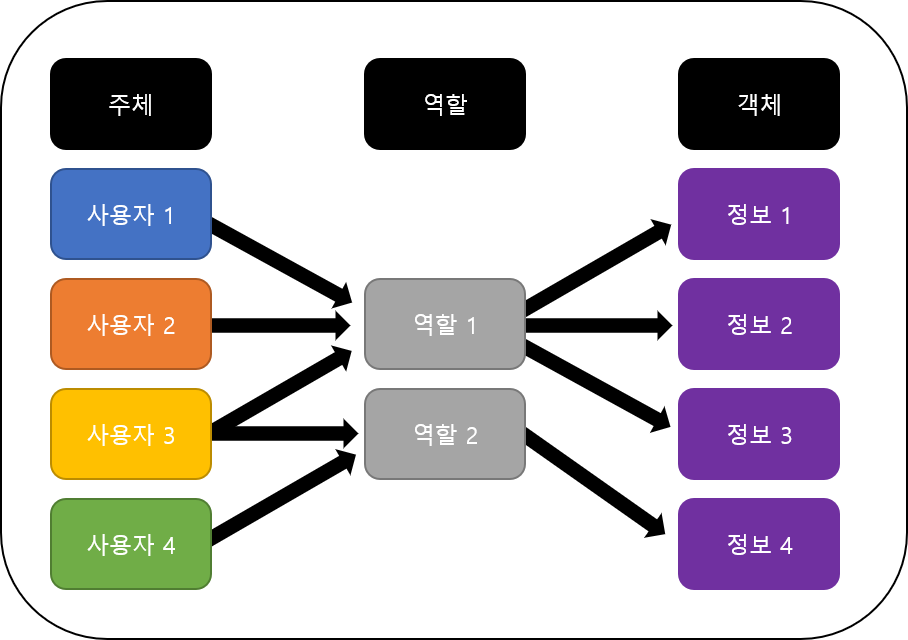 주체
역할
객체
사용자 1
정보 1
사용자 2
역할 1
정보 2
사용자 3
역할 2
정보 3
사용자 4
정보 4